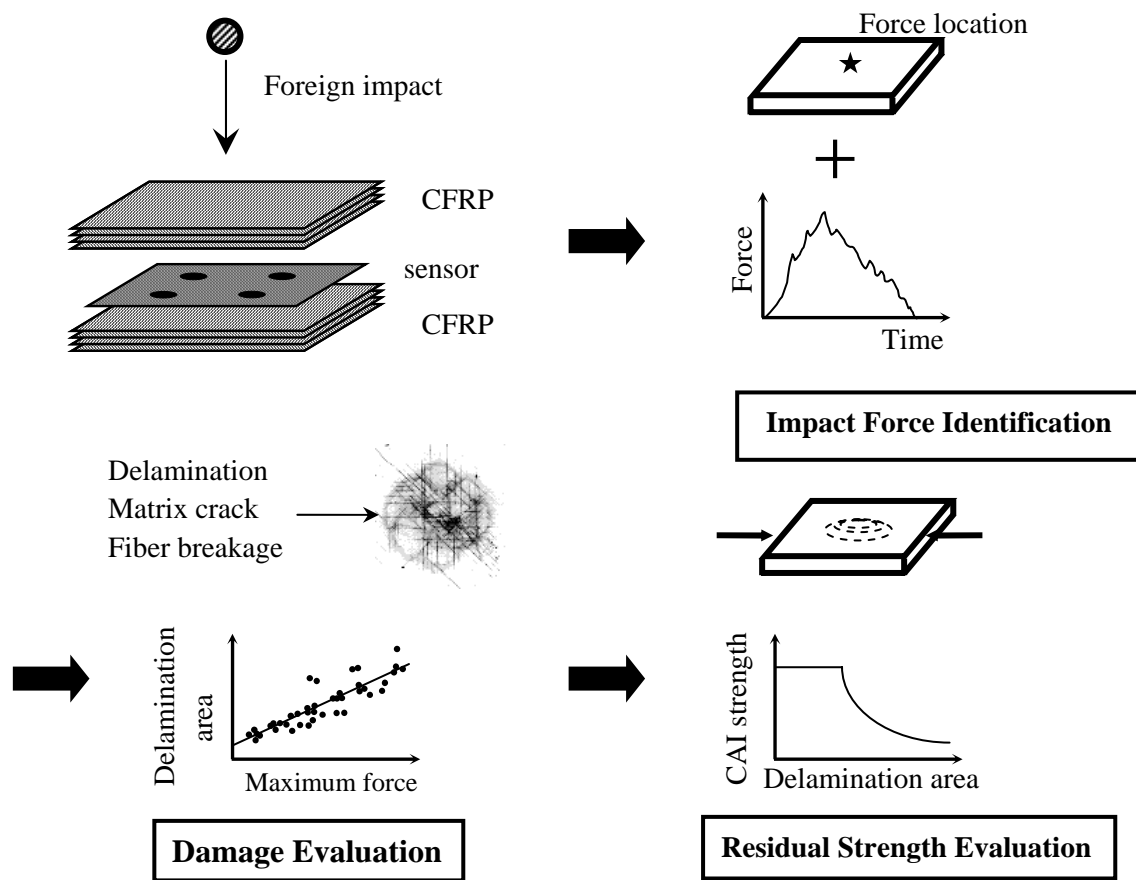 Foreign impact
CFRP
sensor
CFRP
Force location
Force
Time
Impact Force Identification
Delamination
Matrix crack
Fiber breakage
Delamination
area
Maximum force
Damage Evaluation
CAI strength
Delamination area
Residual Strength Evaluation